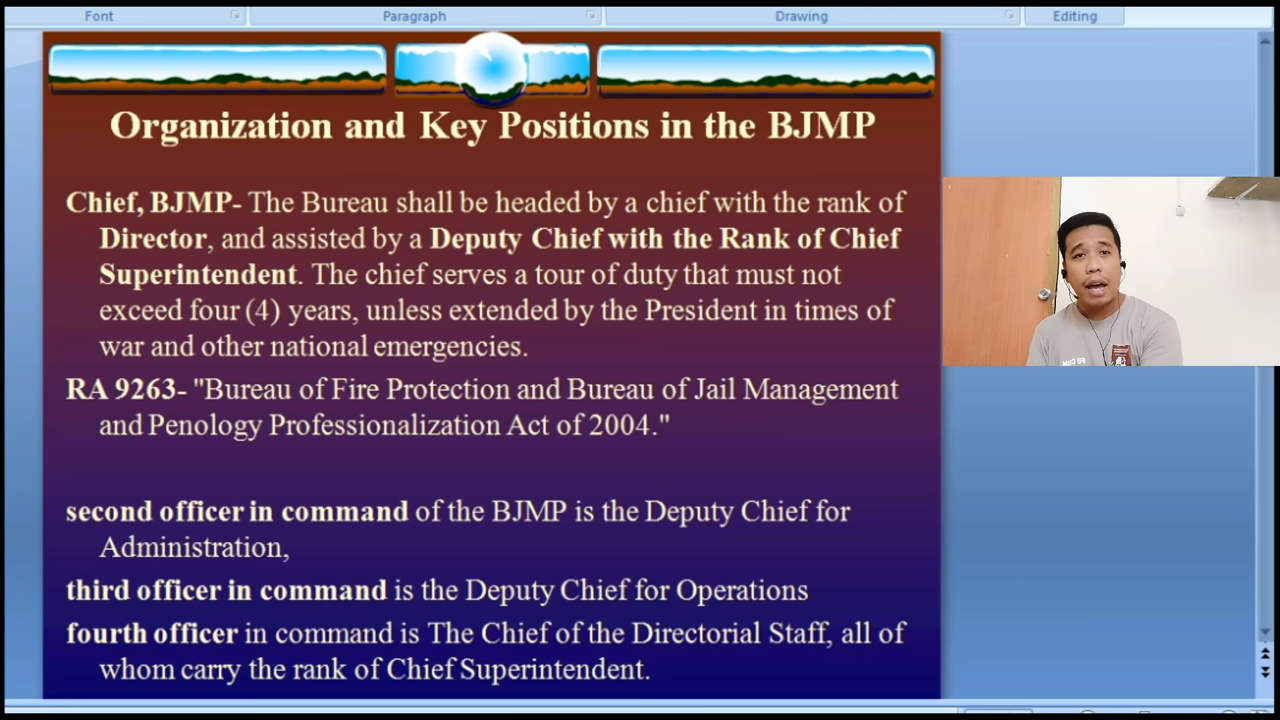 Font
Paragraph
Drawing
Editing
Organization and Key Positions in the BJMP
Chief, BJMP- The Bureau shall be headed by a chief with the rank of
Director, and assisted by a Deputy Chief with the Rank of Chief
Superintendent. The chief serves a tour of duty that must not
exceed four (4) years, unless extended by the President in times of
war and other national emergencies.
RA 9263- "Bureau of Fire Protection and Bureau of Jail Management
and Penology Professionalization Act of 2004."
second officer in command of the BJMP is the Deputy Chief for
Administration,
third officer in command is the Deputy Chief for Operations
fourth officer in command is The Chief of the Directorial Staff, all of
whom carry the rank of Chief Superintendent.